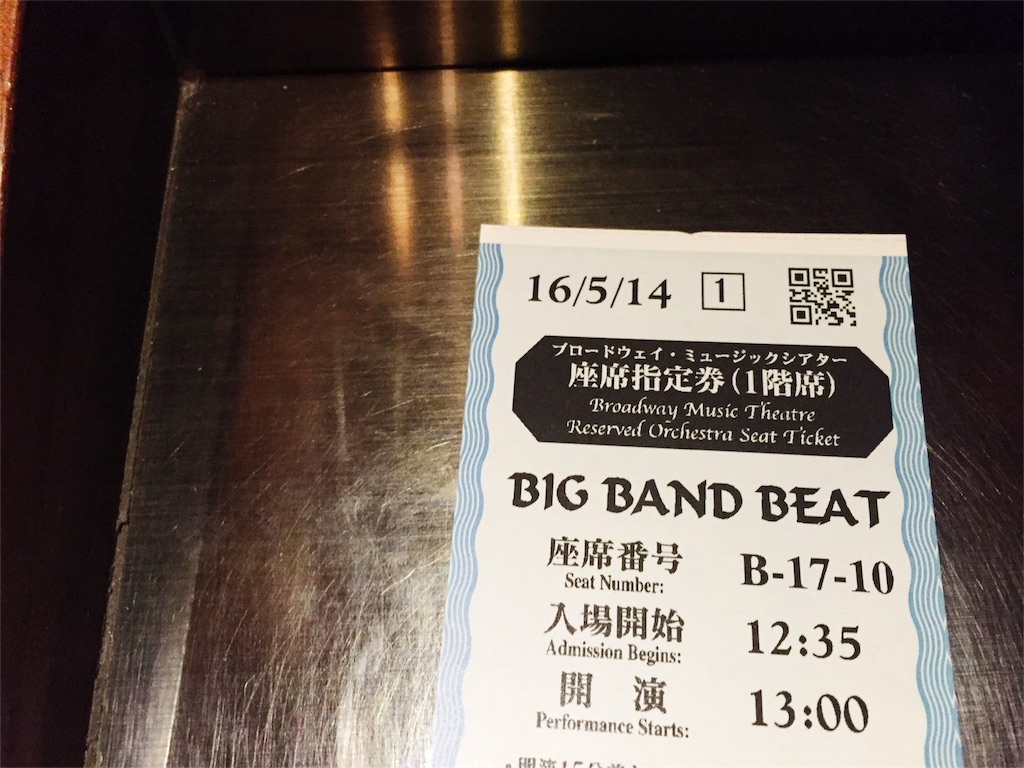 16/5/14 1
ブロードウェイ・ミュージックシアター
座席指定券(1階席)
Broadway Music Theatre
Reserved Orchestra Seat Ticket
BIG BAND BEAT
座席番号
Seat Number:
B-17-10
入場開始
Admission Begins:
12:35
開 演
Performance Starts:
13:00